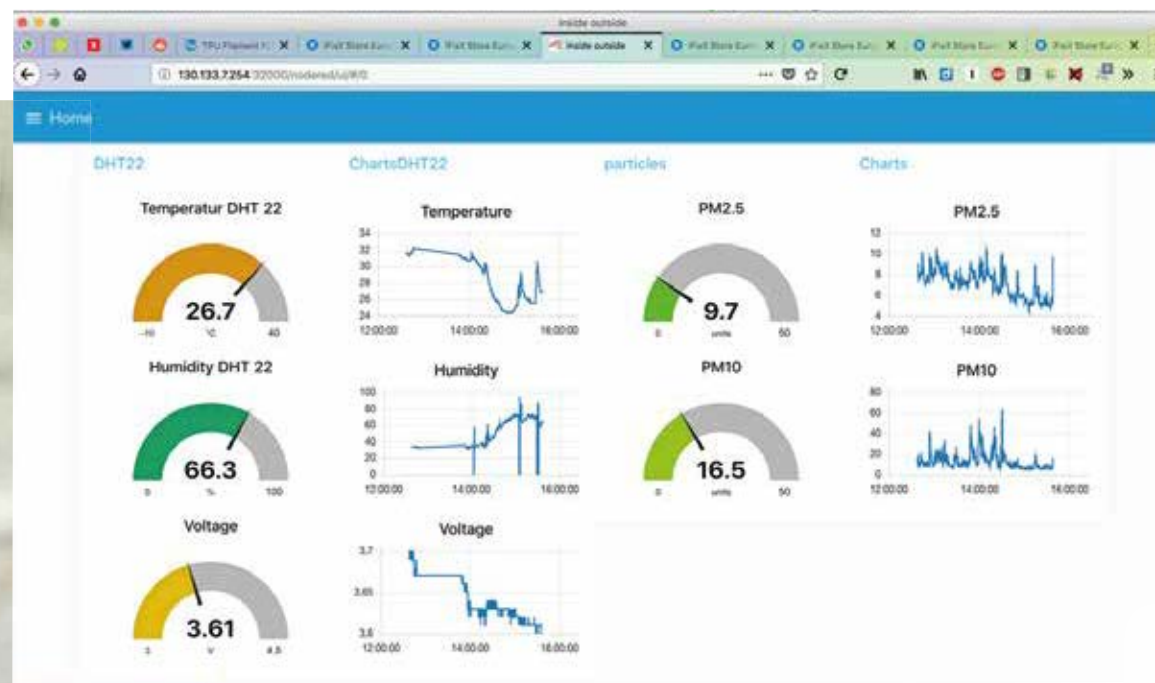 Inside outside
TPU Filament
Inside outside
130.133.7.254:32000/nodered/ui/#/0
Home
DHT22
ChartsDHT22
particles
Charts
Temperatur DHT 22
26.7
-10
°C
40
Temperature
34
32
30
28
26
24
12:00:00
14:00:00
16:00:00
PM2.5
9.7
0
units
50
PM2.5
12
10
8
6
4
12:00:00
14:00:00
16:00:00
Humidity DHT 22
66.3
0
%
100
Humidity
100
80
60
40
20
0
12:00:00
14:00:00
16:00:00
PM10
16.5
0
units
50
PM10
80
60
40
20
0
12:00:00
14:00:00
16:00:00
Voltage
3.61
3
V
4.5
Voltage
3.7
3.65
3.6
12:00:00
14:00:00
16:00:00